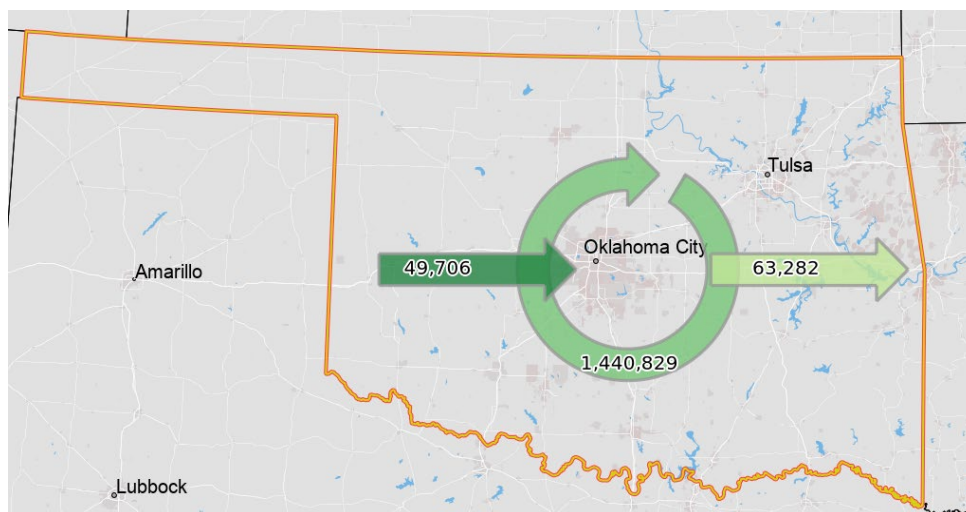 Tulsa
Oklahoma City
49,706
63,282
Amarillo
1,440,829
Lubbock